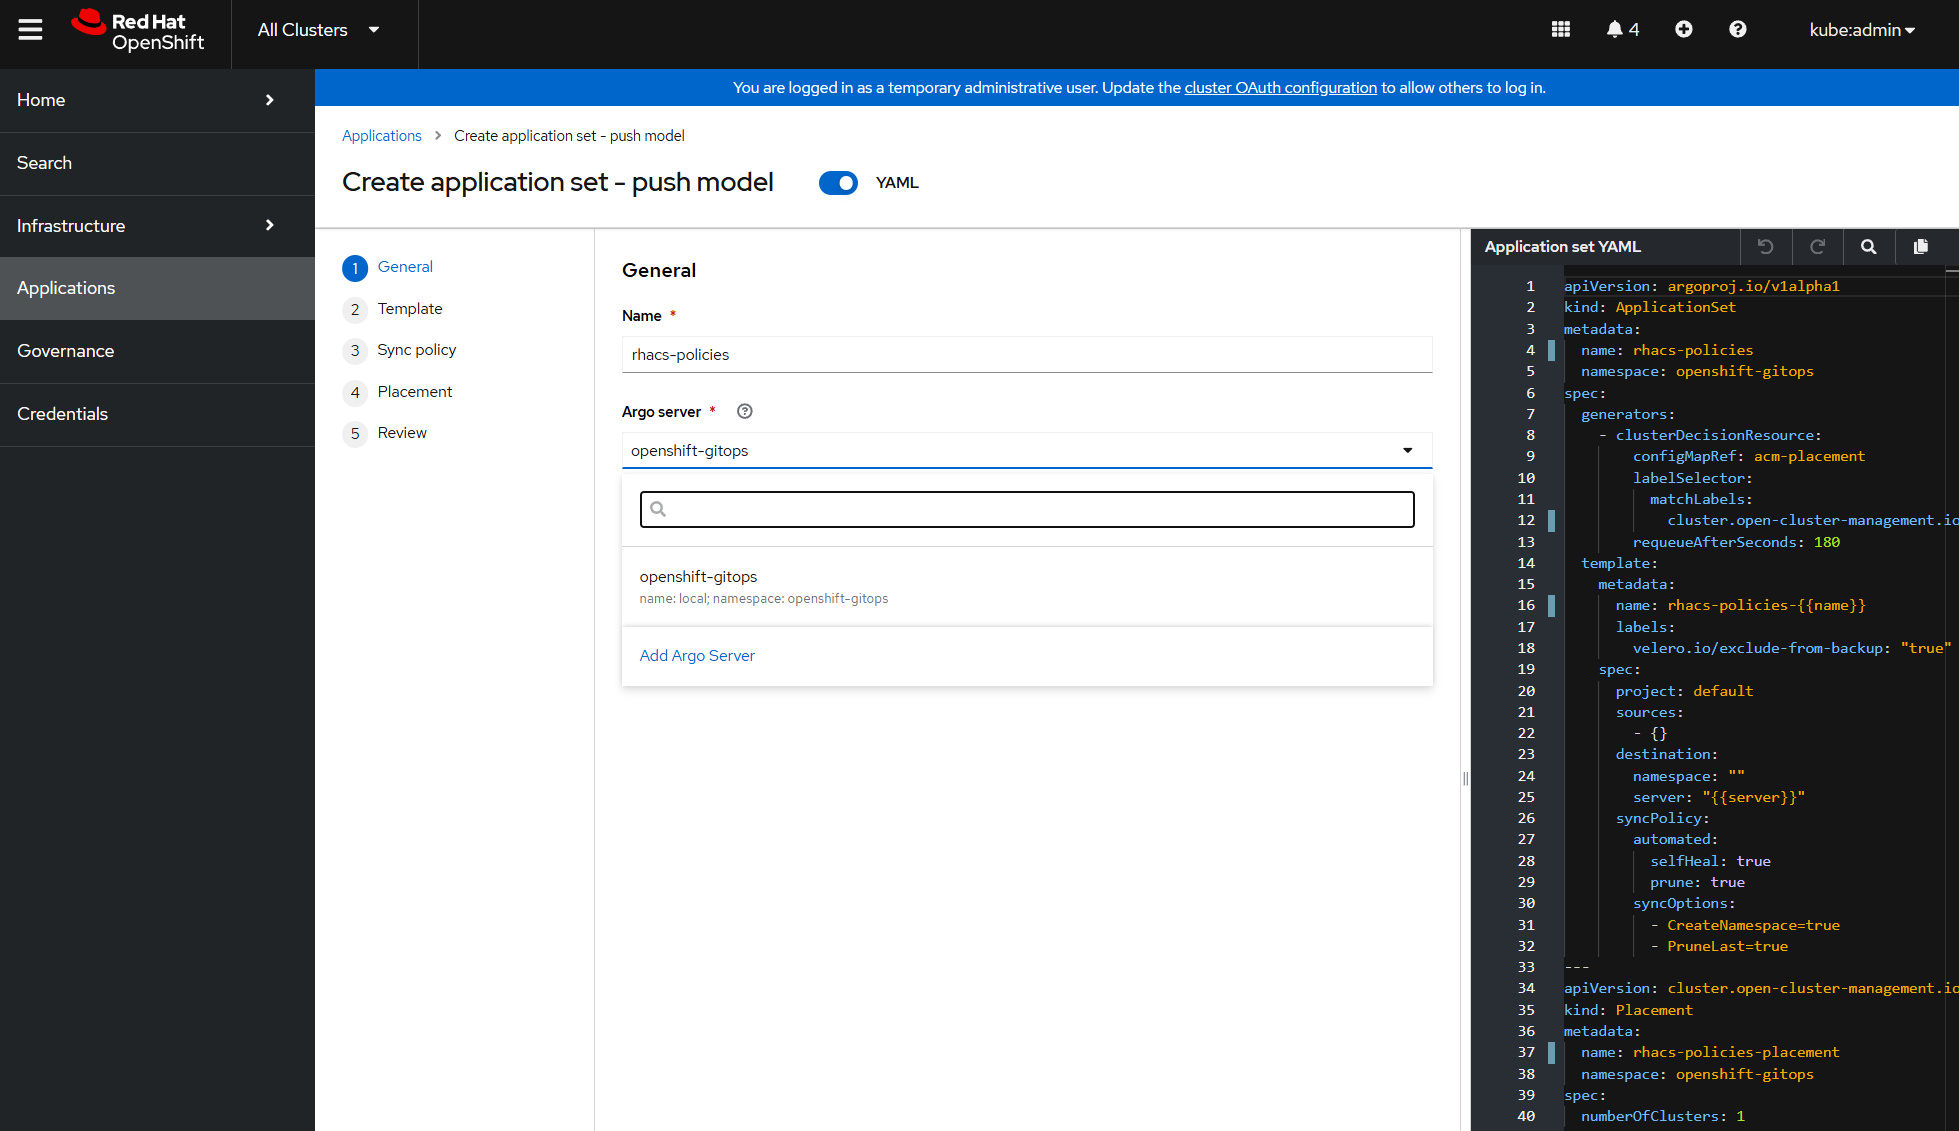 Red Hat
OpenShift
All Clusters
4
kube:admin
Home
Search
Infrastructure
Applications
Governance
Credentials
You are logged in as a temporary administrative user. Update the cluster OAuth configuration to allow others to log in.
Applications > Create application set - push model
Create application set - push model
YAML
1 General
2 Template
3 Sync policy
4 Placement
5 Review
General
Name *
rhacs-policies
Argo server *
openshift-gitops
openshift-gitops
name: local; namespace: openshift-gitops
Add Argo Server
Application set YAML
1 apiVersion: argoproj.io/v1alpha1
2 kind: ApplicationSet
3 metadata:
4 name: rhacs-policies
5 namespace: openshift-gitops
6 spec:
7 generators:
8 - clusterDecisionResource:
9 configMapRef: acm-placement
10 labelSelector:
11 matchLabels:
12 cluster.open-cluster-management.io
13 requeueAfterSeconds: 180
14 template:
15 metadata:
16 name: rhacs-policies-{{name}}
17 labels:
18 velero.io/exclude-from-backup: "true"
19 spec:
20 project: default
21 sources:
22 - {}
23 destination:
24 namespace: ""
25 server: "{{server}}"
26 syncPolicy:
27 automated:
28 selfHeal: true
29 prune: true
30 syncOptions:
31 - CreateNamespace=true
32 - PruneLast=true
33 ---
34 apiVersion: cluster.open-cluster-management.io
35 kind: Placement
36 metadata:
37 name: rhacs-policies-placement
38 namespace: openshift-gitops
39 spec:
40 numberOfClusters: 1